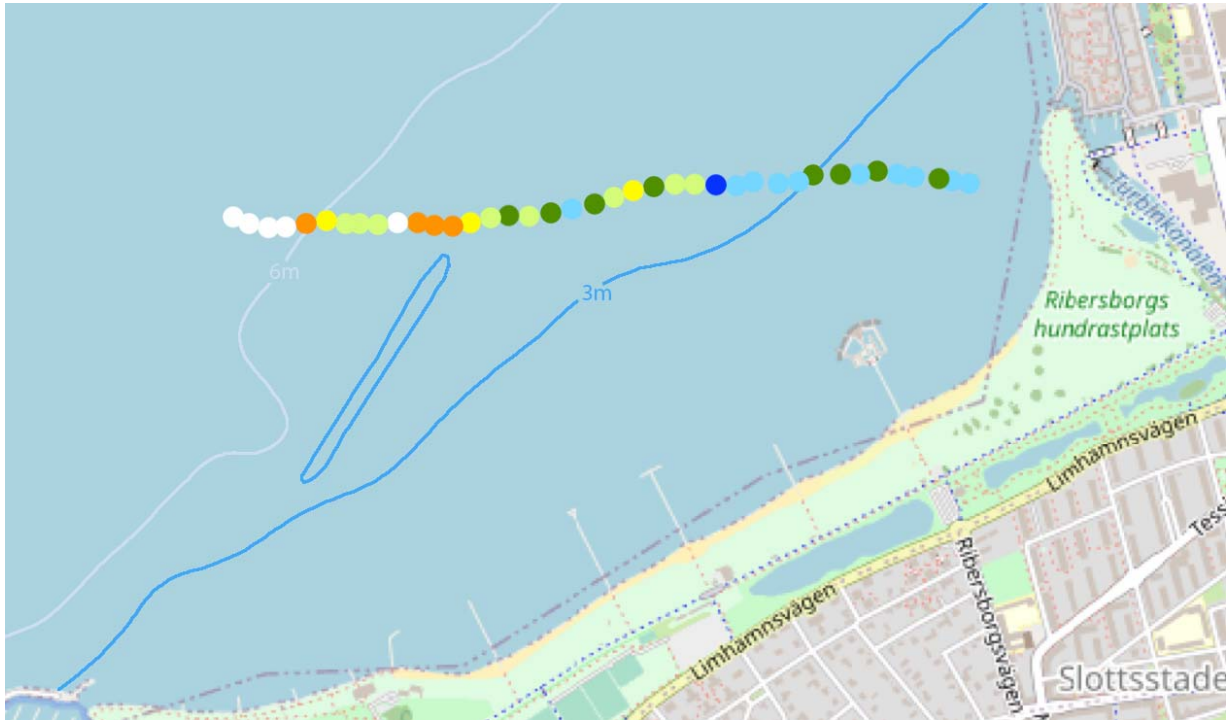 6m
3m
Turbinkanalen
Ribersborgs
hundrastplats
Limhamnsvägen
Limhamnsvägen
Ribersborgsvägen
Slottsstade